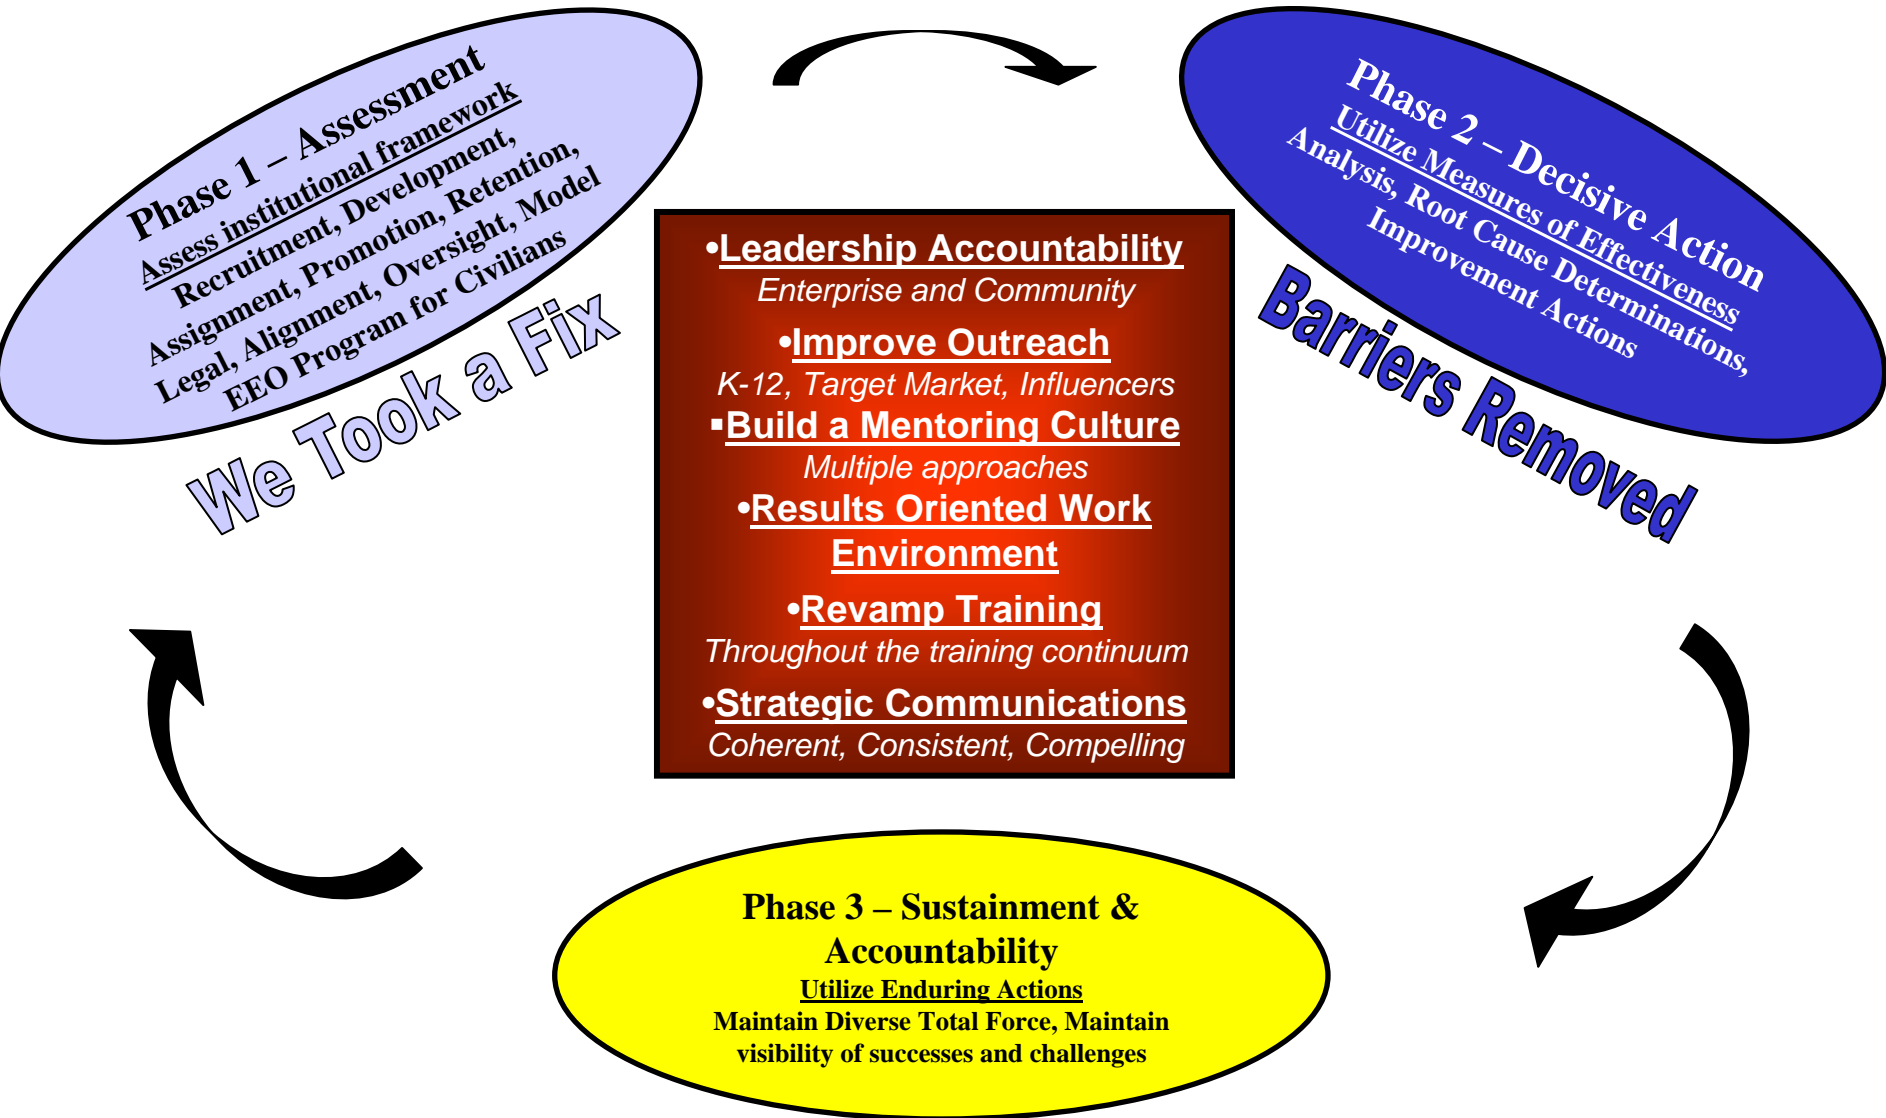 Phase 1 – Assessment
Assess institutional framework
Recruitment, Development,
Assignment, Promotion, Retention,
Legal, Alignment, Oversight, Model
EEO Program for Civilians
We Took a Fix
Phase 2 – Decisive Action
Utilize Measures of Effectiveness
Analysis, Root Cause Determinations,
Improvement Actions
Barriers Removed
•Leadership Accountability
Enterprise and Community
•Improve Outreach
K-12, Target Market, Influencers
▪Build a Mentoring Culture
Multiple approaches
•Results Oriented Work
Environment
•Revamp Training
Throughout the training continuum
•Strategic Communications
Coherent, Consistent, Compelling
Phase 3 – Sustainment &
Accountability
Utilize Enduring Actions
Maintain Diverse Total Force, Maintain
visibility of successes and challenges